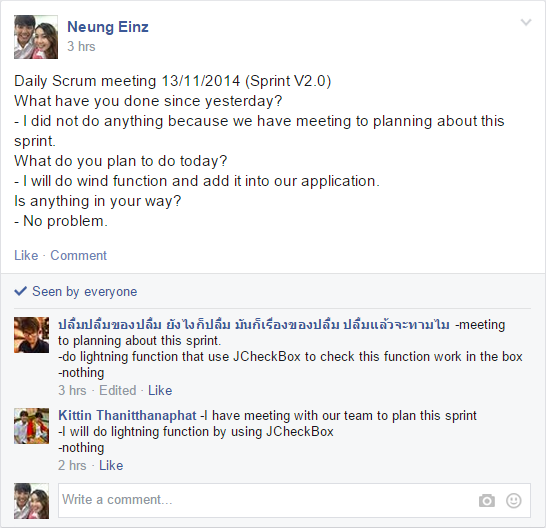 Neung Einz
3 hrs
Daily Scrum meeting 13/11/2014 (Sprint V2.0)
What have you done since yesterday?
- I did not do anything because we have meeting to planning about this
sprint.
What do you plan to do today?
- I will do wind function and add it into our application.
Is anything in your way?
- No problem.
Like · Comment
Seen by everyone
ปลื้มปลื้มของปลื้ม ยังไงก็ปลื้ม มันก็เรื่องของปลื้ม ปลื้มแล้วจะทามไม -meeting
to planning about this sprint.
-do lightning function that use JCheckBox to check this function work in the box
-nothing
3 hrs · Edited · Like
Kittin Thanitthanaphat -I have meeting with our team to plan this sprint
-I will do lightning function by using JCheckBox
-nothing
2 hrs · Like
Write a comment...